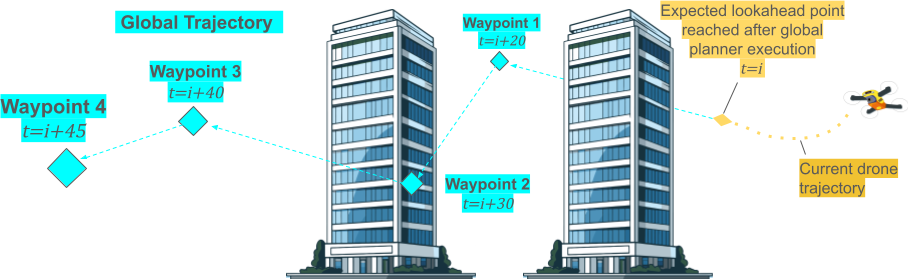 Global Trajectory
Waypoint 1
t=i+20
Expected lookahead point
reached after global
planner execution
t=i
Waypoint 3
t=i+40
Waypoint 4
t=i+45
Waypoint 2
t=i+30
Current drone
trajectory